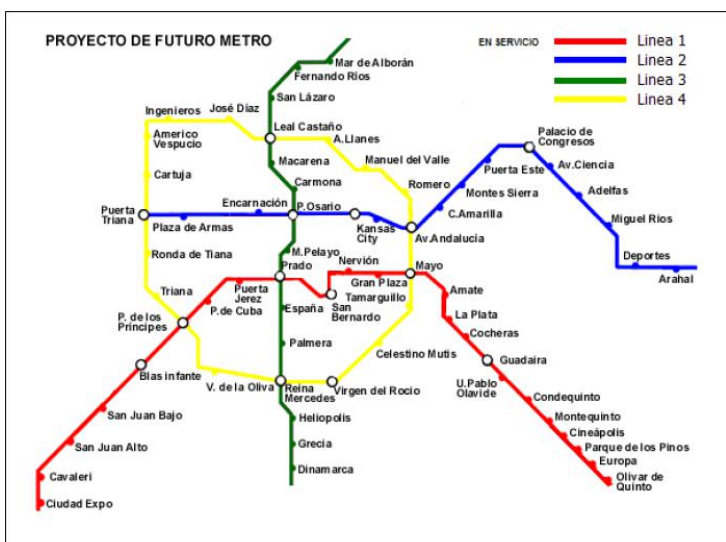 PROYECTO DE FUTURO METRO
EN SERVICIO
Linea 1
Linea 2
Linea 3
Linea 4
Mar de Alborán
Fernando Rios
San Lázaro
Ingenieros
José Díaz
Leal Castaño
Americo
Vespucio
A.Llanes
Palacio de
Congresos
Macarena
Manuel del Valle
Puerta Este
Av.Ciencia
Cartuja
Carmona
Romero
Montes Sierra
Adelfas
Encarnación
P.Osario
C.Amarilla
Puerta
Triana
Plaza de Armas
Kansas
City
Av.Andalucía
Miguel Rios
Ronda de Tiana
M.Pelayo
Deportes
Prado
Nervión
Mayo
Arahal
Triana
Puerta
Jerez
Gran Plaza
Tamarguillo
Amate
P.de Cuba
España
San
Bernardo
La Plata
P. de los
Príncipes
Cocheras
Palmera
Celestino Mutis
Guadaira
Blas infante
V. de la Oliva
Reina
Mercedes
Virgen del Rocio
U.Pablo
Olavide
Condequinto
San Juan Bajo
Heliopolis
Montequinto
San Juan Alto
Grecia
Cineápolis
Parque de los Pinos
Cavaleri
Dinamarca
Europa
Olivar de
Quinto
Ciudad Expo